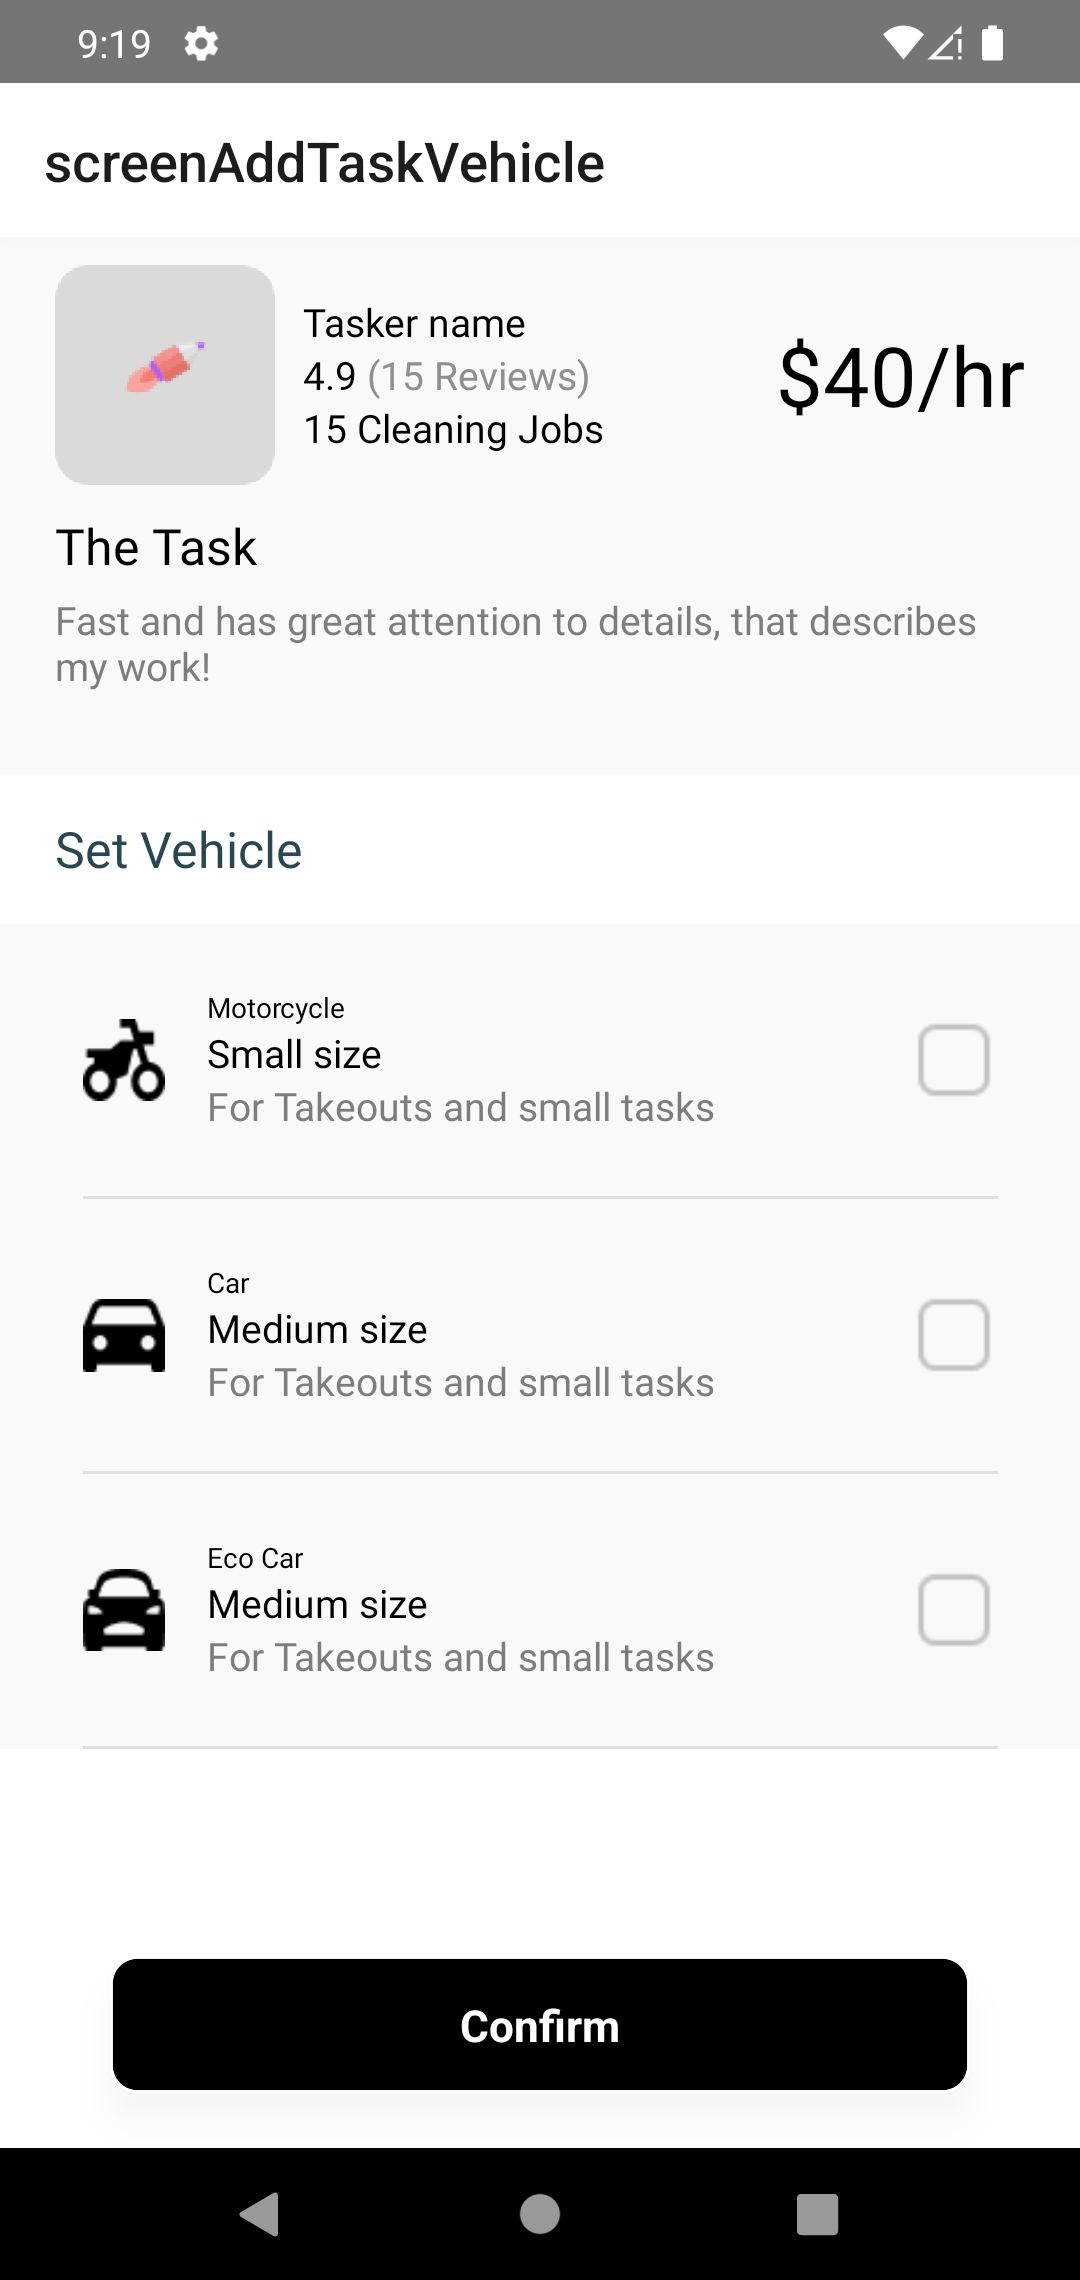 9:19
screenAddTaskVehicle
Tasker name
4.9 (15 Reviews)
15 Cleaning Jobs
$40/hr
The Task
Fast and has great attention to details, that describes
my work!
Set Vehicle
Motorcycle
Small size
For Takeouts and small tasks
Car
Medium size
For Takeouts and small tasks
Eco Car
Medium size
For Takeouts and small tasks
Confirm